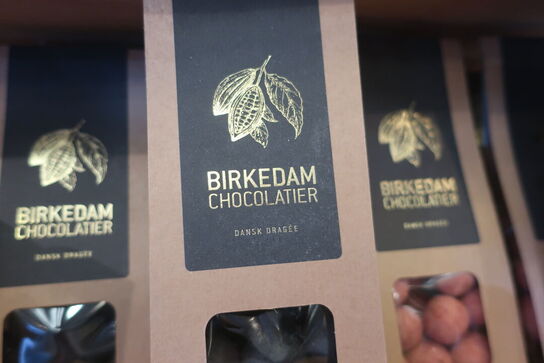 BIRKEDAM
CHOCOLATIER
DANSK DRAGÉE
BIRKEDAM
CHOCOLATIER
DANSK DRAGÉE
BIRKEDAM
CHOCOLATIER
DANSK DRAGÉE